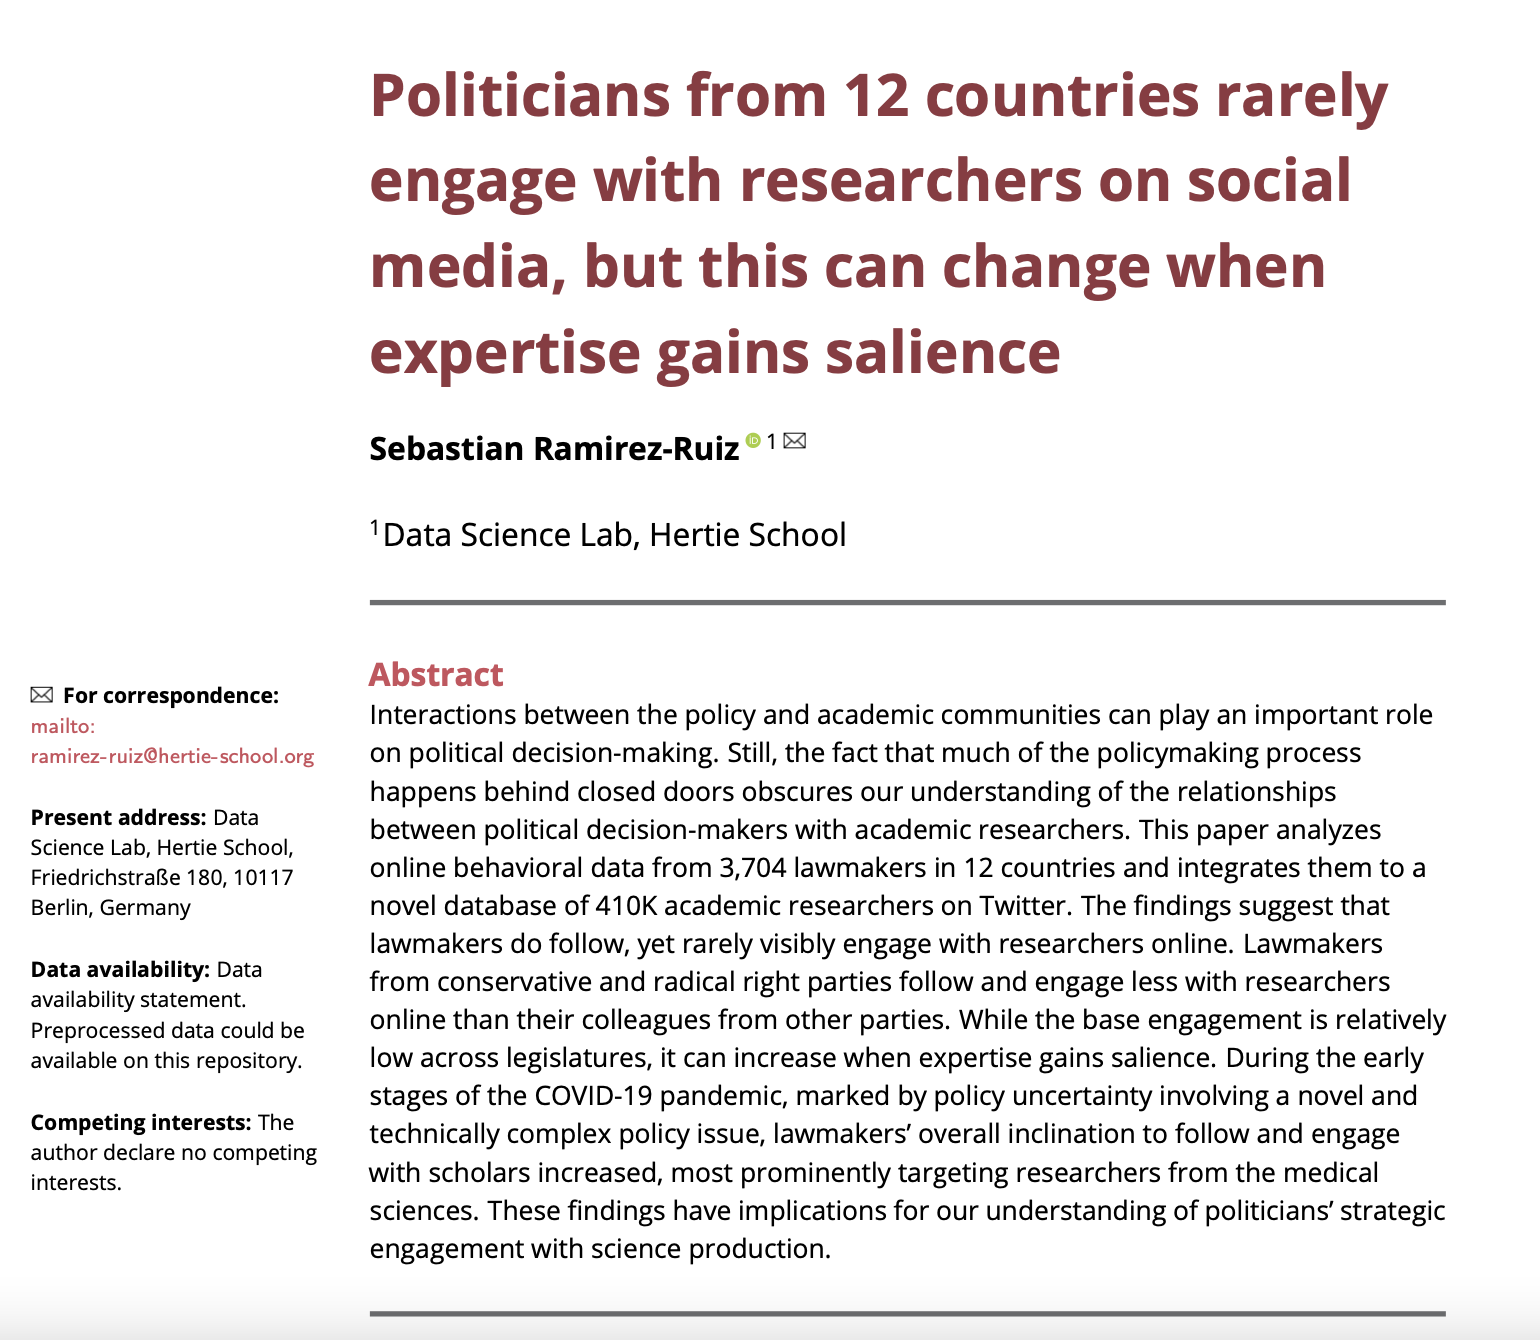 Politicians from 12 countries rarely
engage with researchers on social
media, but this can change when
expertise gains salience
Sebastian Ramirez-Ruiz iD 1 ✉
1Data Science Lab, Hertie School
✉ For correspondence:
mailto:
ramirez-ruiz@hertie-school.org
Present address: Data
Science Lab, Hertie School,
Friedrichstraße 180, 10117
Berlin, Germany
Data availability: Data
availability statement.
Preprocessed data could be
available on this repository.
Competing interests: The
author declare no competing
interests.
Abstract
Interactions between the policy and academic communities can play an important role
on political decision-making. Still, the fact that much of the policymaking process
happens behind closed doors obscures our understanding of the relationships
between political decision-makers with academic researchers. This paper analyzes
online behavioral data from 3,704 lawmakers in 12 countries and integrates them to a
novel database of 410K academic researchers on Twitter. The findings suggest that
lawmakers do follow, yet rarely visibly engage with researchers online. Lawmakers
from conservative and radical right parties follow and engage less with researchers
online than their colleagues from other parties. While the base engagement is relatively
low across legislatures, it can increase when expertise gains salience. During the early
stages of the COVID-19 pandemic, marked by policy uncertainty involving a novel and
technically complex policy issue, lawmakers’ overall inclination to follow and engage
with scholars increased, most prominently targeting researchers from the medical
sciences. These findings have implications for our understanding of politicians’ strategic
engagement with science production.